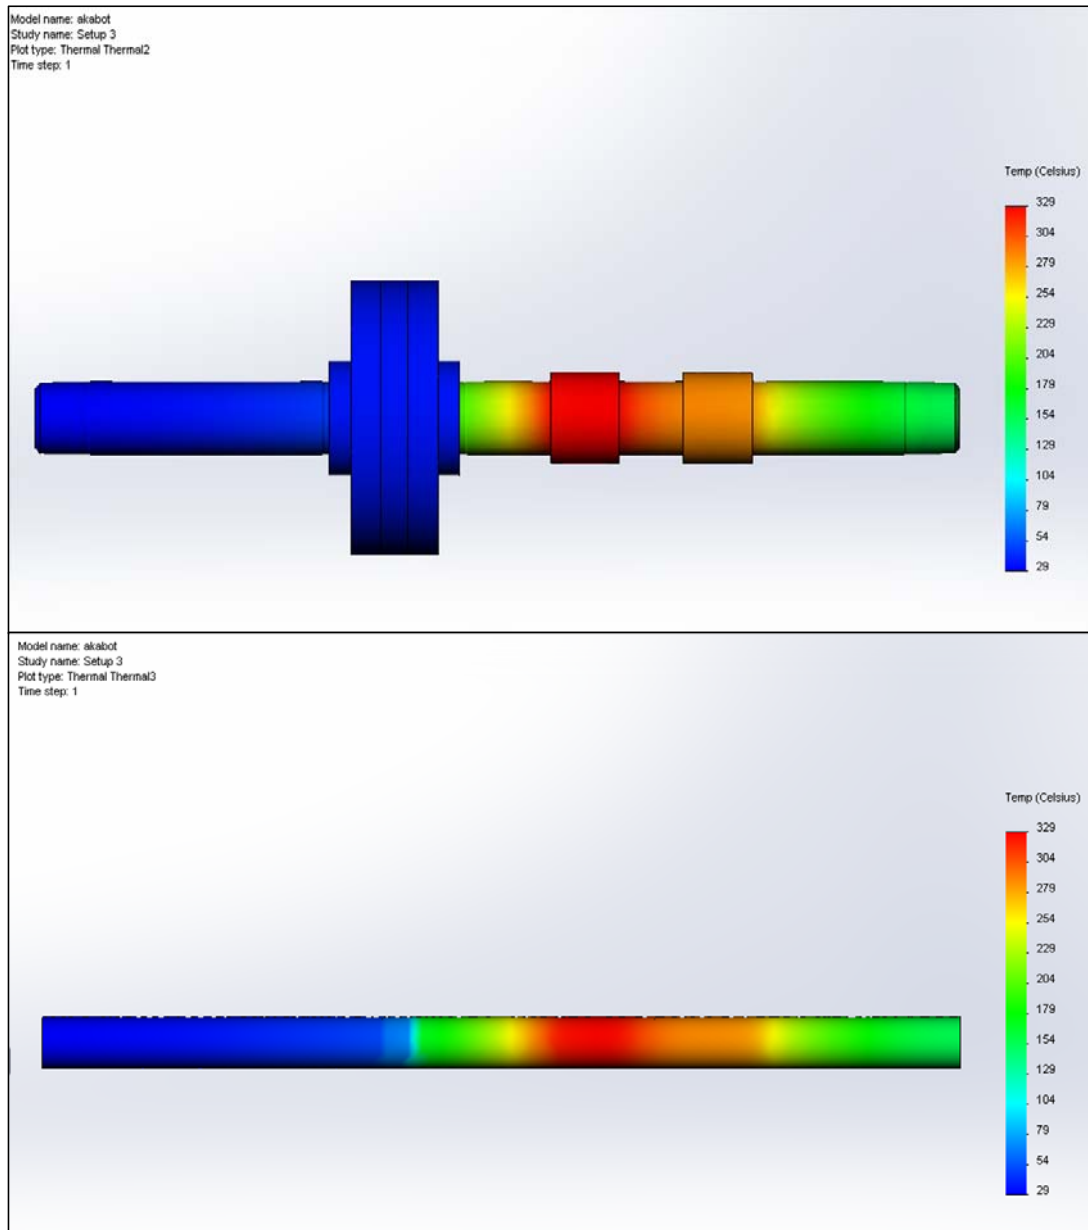 Model name: akabot
Study name: Setup 3
Plot type: Thermal Thermal2
Time step: 1
Temp (Celsius)
329
304
279
254
229
204
179
154
129
104
79
54
29
Model name: akabot
Study name: Setup 3
Plot type: Thermal Thermal3
Time step: 1
Temp (Celsius)
329
304
279
254
229
204
179
154
129
104
79
54
29